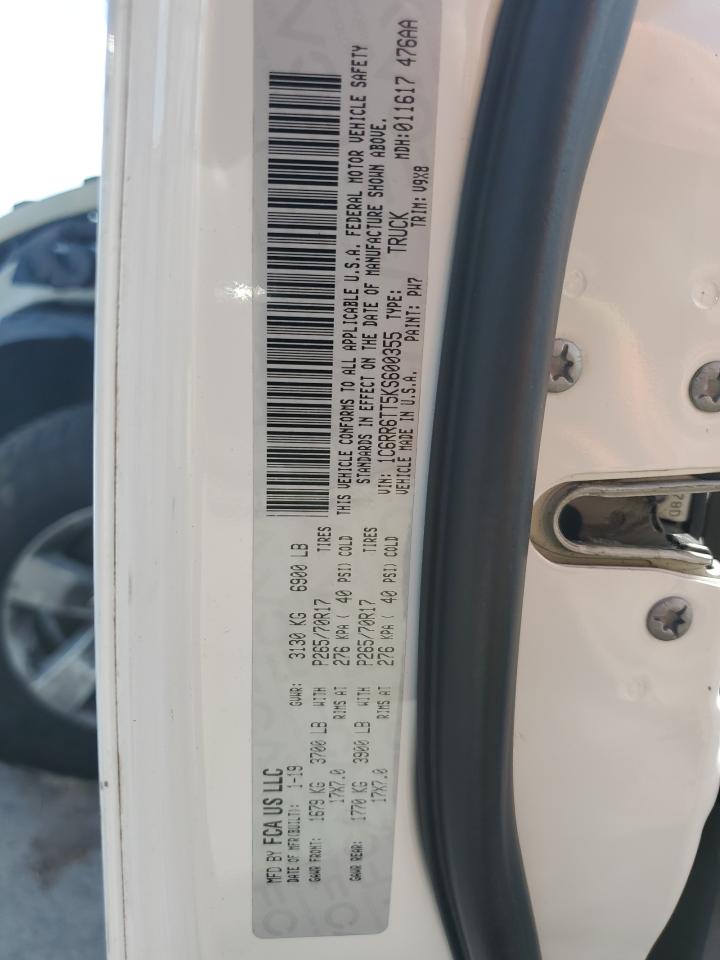 MFD BY FCA US LLC
DATE OF MFR(BUILT): 1-19 GVWR: 3130 KG 6900 LB
GAWR FRONT: 1679 KG 3700 LB WITH P265/70R17 TIRES
17X7.0 RIMS AT 276 KPA ( 40 PSI) COLD
GAWR REAR: 1770 KG 3900 LB WITH P265/70R17 TIRES
17X7.0 RIMS AT 276 KPA ( 40 PSI) COLD
THIS VEHICLE CONFORMS TO ALL APPLICABLE U.S.A. FEDERAL MOTOR VEHICLE SAFETY
STANDARDS IN EFFECT ON THE DATE OF MANUFACTURE SHOWN ABOVE.
VIN: 1C6RR6TT5KS600355 TYPE: TRUCK MDH:011617 476AA
VEHICLE MADE IN U.S.A. PAINT: PW7 TRIM: V9X8